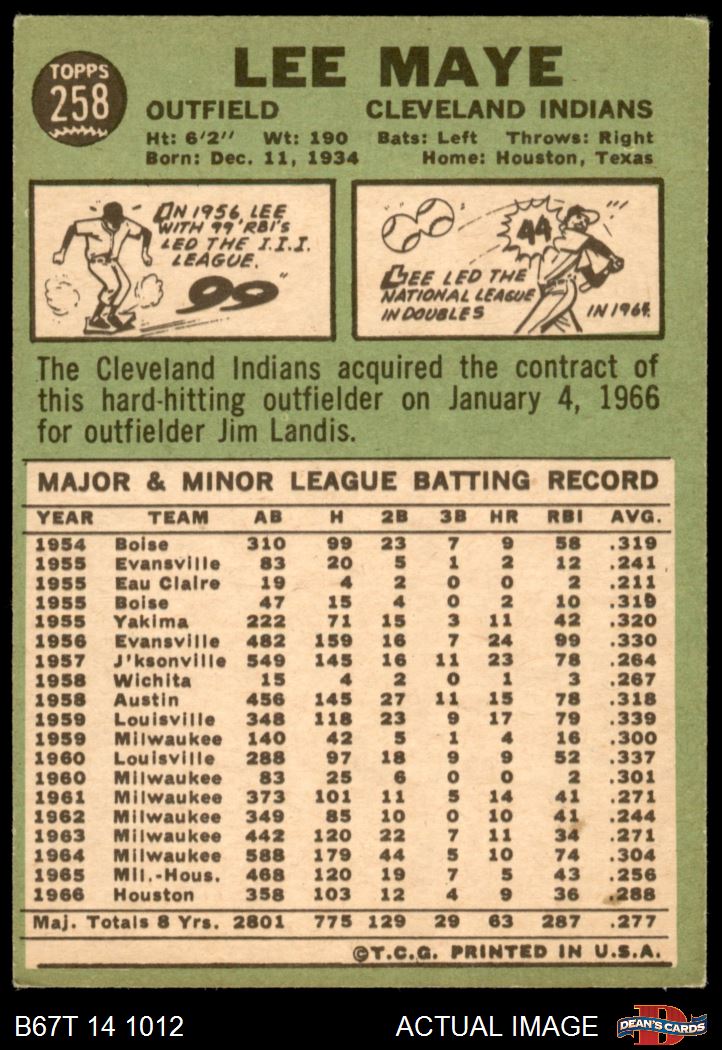 TOPPS
258
LEE MAYE
OUTFIELD CLEVELAND INDIANS
Ht: 6'2" Wt: 190 Bats: Left Throws: Right
Born: Dec. 11, 1934 Home: Houston, Texas
IN 1956, LEE
WITH 99 'RBI's
LED THE I.I.I.
LEAGUE.
99"
44
LEE LED THE
NATIONAL LEAGUE
IN DOUBLES IN 1964.
The Cleveland Indians acquired the contract of
this hard-hitting outfielder on January 4, 1966
for outfielder Jim Landis.
MAJOR & MINOR LEAGUE BATTING RECORD
YEAR TEAM AB H 2B 3B HR RBI AVG.
1954 Boise 310 99 23 7 9 58 .319
1955 Evansville 83 20 5 1 2 12 .241
1955 Eau Claire 19 4 2 0 0 2 .211
1955 Boise 47 15 4 0 2 10 .319
1955 Yakima 222 71 15 3 11 42 .320
1956 Evansville 482 159 16 7 24 99 .330
1957 J'ksonville 549 145 16 11 23 78 .264
1958 Wichita 15 4 2 0 1 3 .267
1958 Austin 456 145 27 11 15 78 .318
1959 Louisville 348 118 23 9 17 79 .339
1959 Milwaukee 140 42 5 1 4 16 .300
1960 Louisville 288 97 18 9 9 52 .337
1960 Milwaukee 83 25 6 0 0 2 .301
1961 Milwaukee 373 101 11 5 14 41 .271
1962 Milwaukee 349 85 10 0 10 41 .244
1963 Milwaukee 442 120 22 7 11 34 .271
1964 Milwaukee 588 179 44 5 10 74 .304
1965 Mil.-Hous. 468 120 19 7 5 43 .256
1966 Houston 358 103 12 4 9 36 .288
Maj. Totals 8 Yrs. 2801 775 129 29 63 287 .277
©T.C.G. PRINTED IN U.S.A.
B67T 14 1012 ACTUAL IMAGE D DEAN'S CARDS